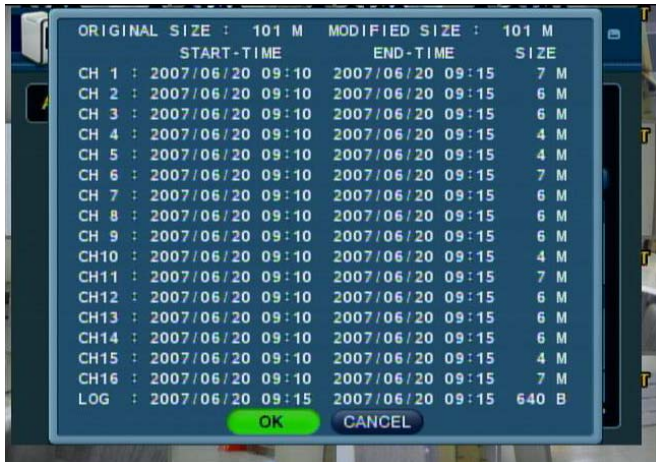 ORIGINAL SIZE : 101 M MODIFIED SIZE : 101 M
START-TIME END-TIME SIZE
CH 1 : 2007/06/20 09:10 2007/06/20 09:15 7 M
CH 2 : 2007/06/20 09:10 2007/06/20 09:15 6 M
CH 3 : 2007/06/20 09:10 2007/06/20 09:15 6 M
CH 4 : 2007/06/20 09:10 2007/06/20 09:15 4 M
CH 5 : 2007/06/20 09:10 2007/06/20 09:15 4 M
CH 6 : 2007/06/20 09:10 2007/06/20 09:15 7 M
CH 7 : 2007/06/20 09:10 2007/06/20 09:15 6 M
CH 8 : 2007/06/20 09:10 2007/06/20 09:15 6 M
CH 9 : 2007/06/20 09:10 2007/06/20 09:15 6 M
CH10 : 2007/06/20 09:10 2007/06/20 09:15 4 M
CH11 : 2007/06/20 09:10 2007/06/20 09:15 7 M
CH12 : 2007/06/20 09:10 2007/06/20 09:15 6 M
CH13 : 2007/06/20 09:10 2007/06/20 09:15 6 M
CH14 : 2007/06/20 09:10 2007/06/20 09:15 6 M
CH15 : 2007/06/20 09:10 2007/06/20 09:15 4 M
CH16 : 2007/06/20 09:10 2007/06/20 09:15 7 M
LOG : 2007/06/20 09:15 2007/06/20 09:15 640 B
OK CANCEL